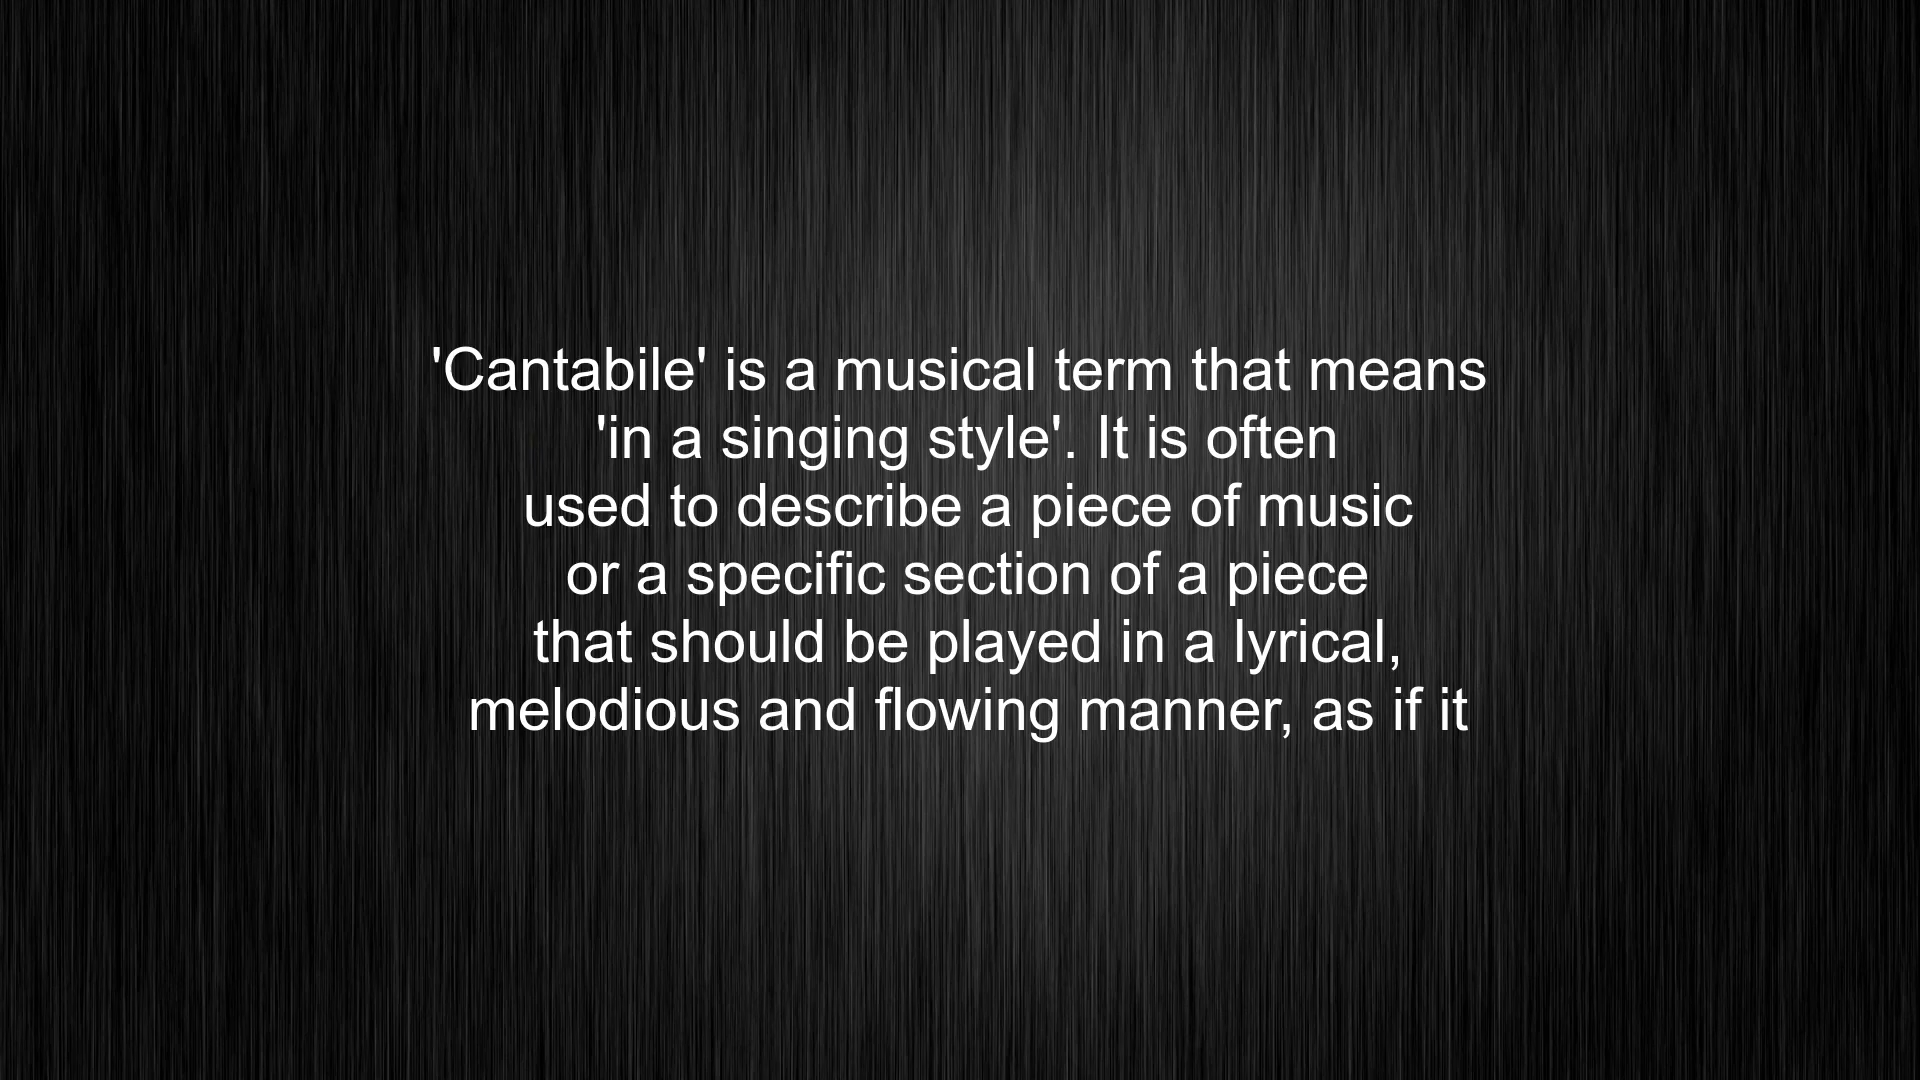 'Cantabile' is a musical term that means
'in a singing style'. It is often
used to describe a piece of music
or a specific section of a piece
that should be played in a lyrical,
melodious and flowing manner, as if it